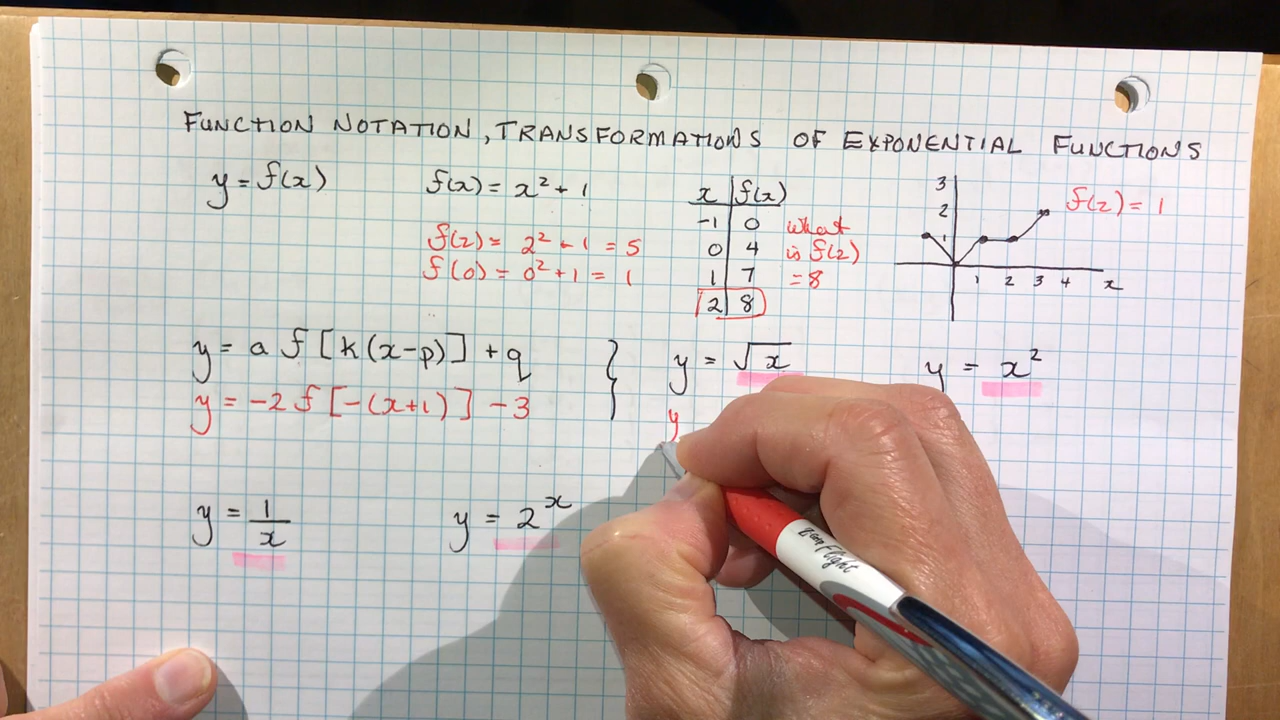 FUNCTION NOTATION, TRANSFORMATIONS OF EXPONENTIAL FUNCTIONS
y = f(x)
f(x) = x² + 1
f(2) = 2² + 1 = 5
f(0) = 0² + 1 = 1
x f(x)
-1 0
0 4
1 7
2 8
what
is f(2)
= 8
3
2
1
1 2 3 4 x
f(2) = 1
y = a f [k(x-p)] + q
y = -2 f [-(x+1)] - 3
y = √x
y = x²
y
y = 1/x
y = 2ˣ
Flight